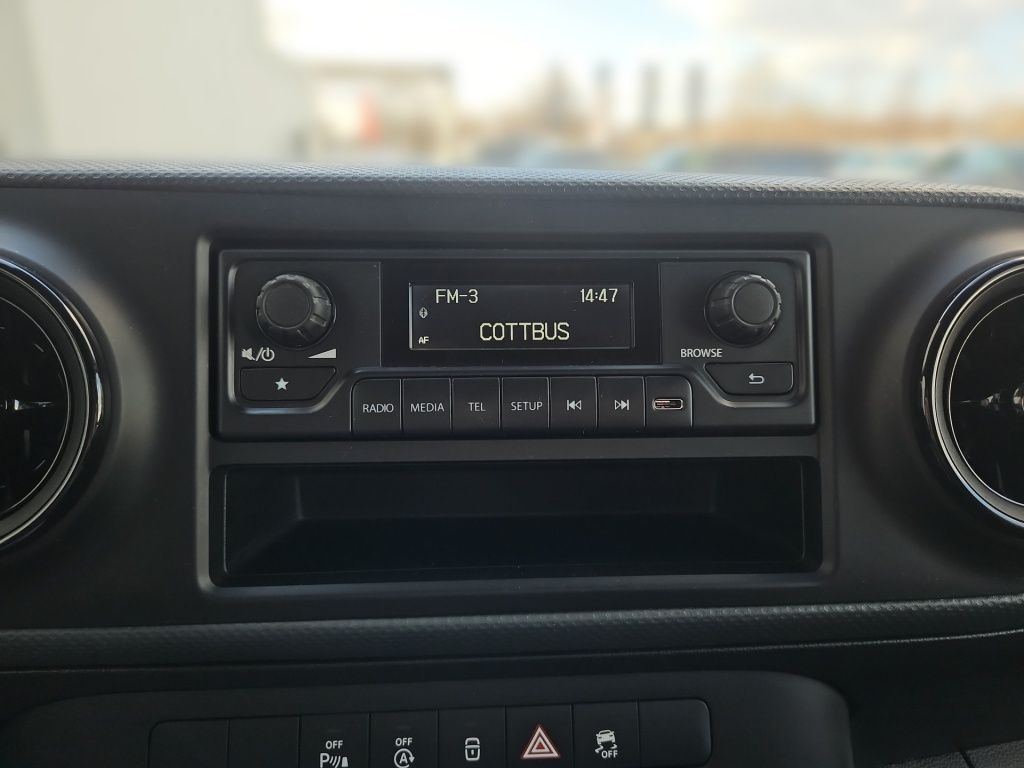 FM-3 14:47
AF COTTBUS
BROWSE
RADIO MEDIA TEL SETUP
OFF OFF
P A OFF